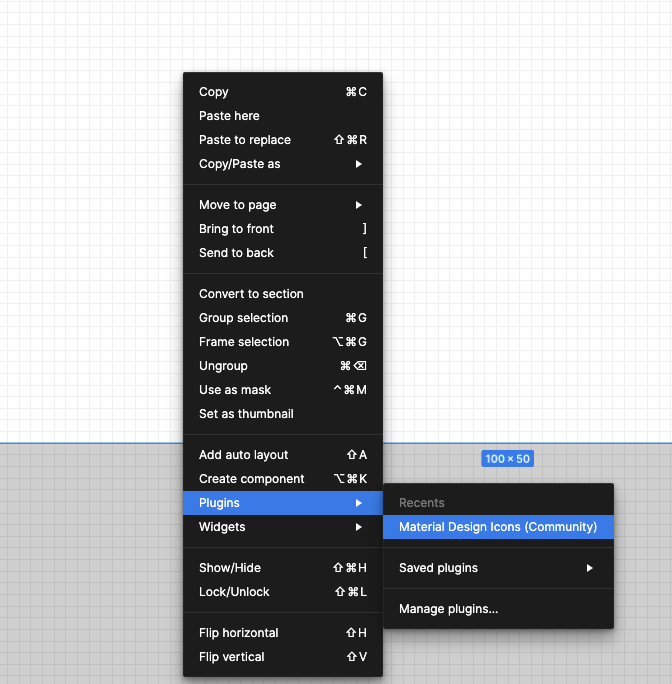 Copy ⌘C
Paste here
Paste to replace ⇧⌘R
Copy/Paste as ▶
Move to page ▶
Bring to front ]
Send to back [
Convert to section
Group selection ⌘G
Frame selection ⌥⌘G
Ungroup ⌘⌫
Use as mask ^⌘M
Set as thumbnail
Add auto layout ⇧A
100 × 50
Create component ⌥⌘K
Plugins ▶
Recents
Widgets ▶
Material Design Icons (Community)
Show/Hide ⇧⌘H
Saved plugins ▶
Lock/Unlock ⇧⌘L
Manage plugins...
Flip horizontal ⇧H
Flip vertical ⇧V